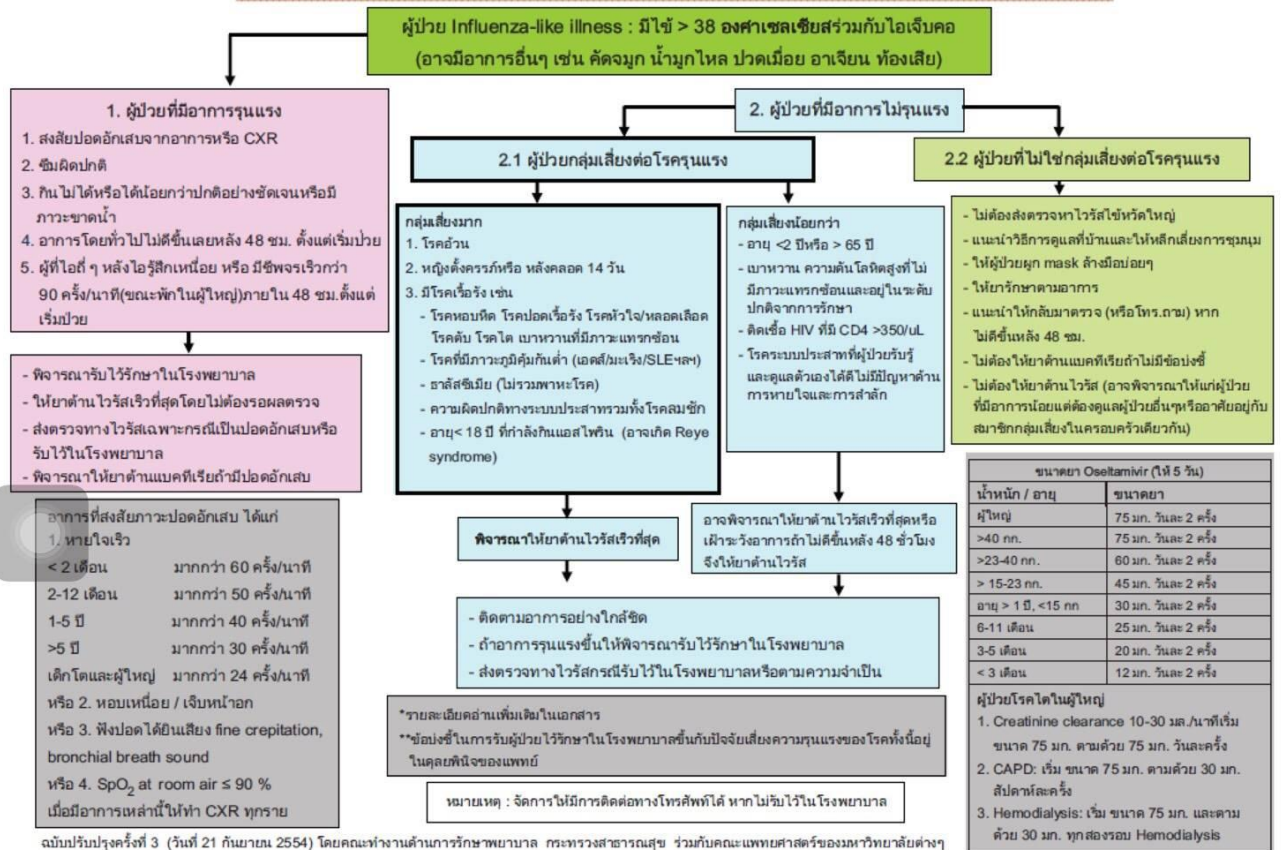 ผู้ป่วย Influenza-like illness : มีไข้ > 38 องศาเซลเซียสร่วมกับไอเจ็บคอ
(อาจมีอาการอื่นๆ เช่น คัดจมูก น้ำมูกไหล ปวดเมื่อย อาเจียน ท้องเสีย)
1. ผู้ป่วยที่มีอาการรุนแรง
1. สงสัยปอดอักเสบจากอาการหรือ CXR
2. ซึมผิดปกติ
3. กินไม่ได้หรือได้น้อยกว่าปกติอย่างชัดเจนหรือมี
ภาวะขาดน้ำ
4. อาการโดยทั่วไปไม่ดีขึ้นเลยหลัง 48 ชม. ตั้งแต่เริ่มป่วย
5. ผู้ที่ไอถี่ ๆ หลังไอรู้สึกเหนื่อย หรือ มีชีพจรเร็วกว่า
90 ครั้ง/นาที(ขณะพักในผู้ใหญ่)ภายใน 48 ชม.ตั้งแต่
เริ่มป่วย
- พิจารณารับไว้รักษาในโรงพยาบาล
- ให้ยาต้านไวรัสเร็วที่สุดโดยไม่ต้องรอผลตรวจ
- ส่งตรวจทางไวรัสเฉพาะกรณีเป็นปอดอักเสบหรือ
รับไว้ในโรงพยาบาล
- พิจารณาให้ยาต้านแบคทีเรียถ้ามีปอดอักเสบ
อาการที่สงสัยภาวะปอดอักเสบ ได้แก่
1. หายใจเร็ว
< 2 เดือน มากกว่า 60 ครั้ง/นาที
2-12 เดือน มากกว่า 50 ครั้ง/นาที
1-5 ปี มากกว่า 40 ครั้ง/นาที
>5 ปี มากกว่า 30 ครั้ง/นาที
เด็กโตและผู้ใหญ่ มากกว่า 24 ครั้ง/นาที
หรือ 2. หอบเหนื่อย / เจ็บหน้าอก
หรือ 3. ฟังปอดได้ยินเสียง fine crepitation,
bronchial breath sound
หรือ 4. SpO2 at room air ≤ 90 %
เมื่อมีอาการเหล่านี้ให้ทำ CXR ทุกราย
2. ผู้ป่วยที่มีอาการไม่รุนแรง
2.1 ผู้ป่วยกลุ่มเสี่ยงต่อโรครุนแรง
กลุ่มเสี่ยงมาก
1. โรคอ้วน
2. หญิงตั้งครรภ์หรือ หลังคลอด 14 วัน
3. มีโรคเรื้อรัง เช่น
- โรคหอบหืด โรคปอดเรื้อรัง โรคหัวใจ/หลอดเลือด
โรคตับ โรคไต เบาหวานที่มีภาวะแทรกซ้อน
- โรคที่มีภาวะภูมิคุ้มกันต่ำ (เอดส์/มะเร็ง/SLEฯลฯ)
- ธาลัสซีเมีย (ไม่รวมพาหะโรค)
- ความผิดปกติทางระบบประสาทรวมทั้งโรคลมชัก
- อายุ< 18 ปี ที่กำลังกินแอสไพริน (อาจเกิด Reye
syndrome)
พิจารณาให้ยาต้านไวรัสเร็วที่สุด
กลุ่มเสี่ยงน้อยกว่า
- อายุ <2 ปีหรือ > 65 ปี
- เบาหวาน ความดันโลหิตสูงที่ไม่
มีภาวะแทรกซ้อนและอยู่ในระดับ
ปกติจากการรักษา
- ติดเชื้อ HIV ที่มี CD4 >350/uL
- โรคระบบประสาทที่ผู้ป่วยรับรู้
และดูแลตัวเองได้ดีไม่มีปัญหาด้าน
การหายใจและการสำลัก
อาจพิจารณาให้ยาต้านไวรัสเร็วที่สุดหรือ
เฝ้าระวังอาการถ้าไม่ดีขึ้นหลัง 48 ชั่วโมง
จึงให้ยาต้านไวรัส
- ติดตามอาการอย่างใกล้ชิด
- ถ้าอาการรุนแรงขึ้นให้พิจารณารับไว้รักษาในโรงพยาบาล
- ส่งตรวจทางไวรัสกรณีรับไว้ในโรงพยาบาลหรือตามความจำเป็น
*รายละเอียดอ่านเพิ่มเติมในเอกสาร
**ข้อบ่งชี้ในการรับผู้ป่วยไว้รักษาในโรงพยาบาลขึ้นกับปัจจัยเสี่ยงความรุนแรงของโรคทั้งนี้อยู่
ในดุลยพินิจของแพทย์
หมายเหตุ : จัดการให้มีการติดต่อทางโทรศัพท์ได้ หากไม่รับไว้ในโรงพยาบาล
2.2 ผู้ป่วยที่ไม่ใช่กลุ่มเสี่ยงต่อโรครุนแรง
- ไม่ต้องส่งตรวจหาไวรัสไข้หวัดใหญ่
- แนะนำวิธีการดูแลที่บ้านและให้หลีกเลี่ยงการชุมนุม
- ให้ผู้ป่วยผูก mask ล้างมือบ่อยๆ
- ให้ยารักษาตามอาการ
- แนะนำให้กลับมาตรวจ (หรือโทร.ถาม) หาก
ไม่ดีขึ้นหลัง 48 ชม.
- ไม่ต้องให้ยาต้านแบคทีเรียถ้าไม่มีข้อบ่งชี้
- ไม่ต้องให้ยาต้านไวรัส (อาจพิจารณาให้แก่ผู้ป่วย
ที่มีอาการน้อยแต่ต้องดูแลผู้ป่วยอื่นๆหรืออาศัยอยู่กับ
สมาชิกกลุ่มเสี่ยงในครอบครัวเดียวกัน)
ขนาดยา Oseltamivir (ให้ 5 วัน)
น้ำหนัก / อายุ ขนาดยา
ผู้ใหญ่ 75 มก. วันละ 2 ครั้ง
>40 กก. 75 มก. วันละ 2 ครั้ง
>23-40 กก. 60 มก. วันละ 2 ครั้ง
> 15-23 กก. 45 มก. วันละ 2 ครั้ง
อายุ > 1 ปี, <15 กก 30 มก. วันละ 2 ครั้ง
6-11 เดือน 25 มก. วันละ 2 ครั้ง
3-5 เดือน 20 มก. วันละ 2 ครั้ง
< 3 เดือน 12 มก. วันละ 2 ครั้ง
ผู้ป่วยโรคไตในผู้ใหญ่
1. Creatinine clearance 10-30 มล./นาทีเริ่ม
ขนาด 75 มก. ตามด้วย 75 มก. วันละครั้ง
2. CAPD: เริ่ม ขนาด 75 มก. ตามด้วย 30 มก.
สัปดาห์ละครั้ง
3. Hemodialysis: เริ่ม ขนาด 75 มก. และตาม
ด้วย 30 มก. ทุกสองรอบ Hemodialysis
ฉบับปรับปรุงครั้งที่ 3 (วันที่ 21 กันยายน 2554) โดยคณะทำงานด้านการรักษาพยาบาล กระทรวงสาธารณสุข ร่วมกับคณะแพทยศาสตร์ของมหาวิทยาลัยต่างๆ